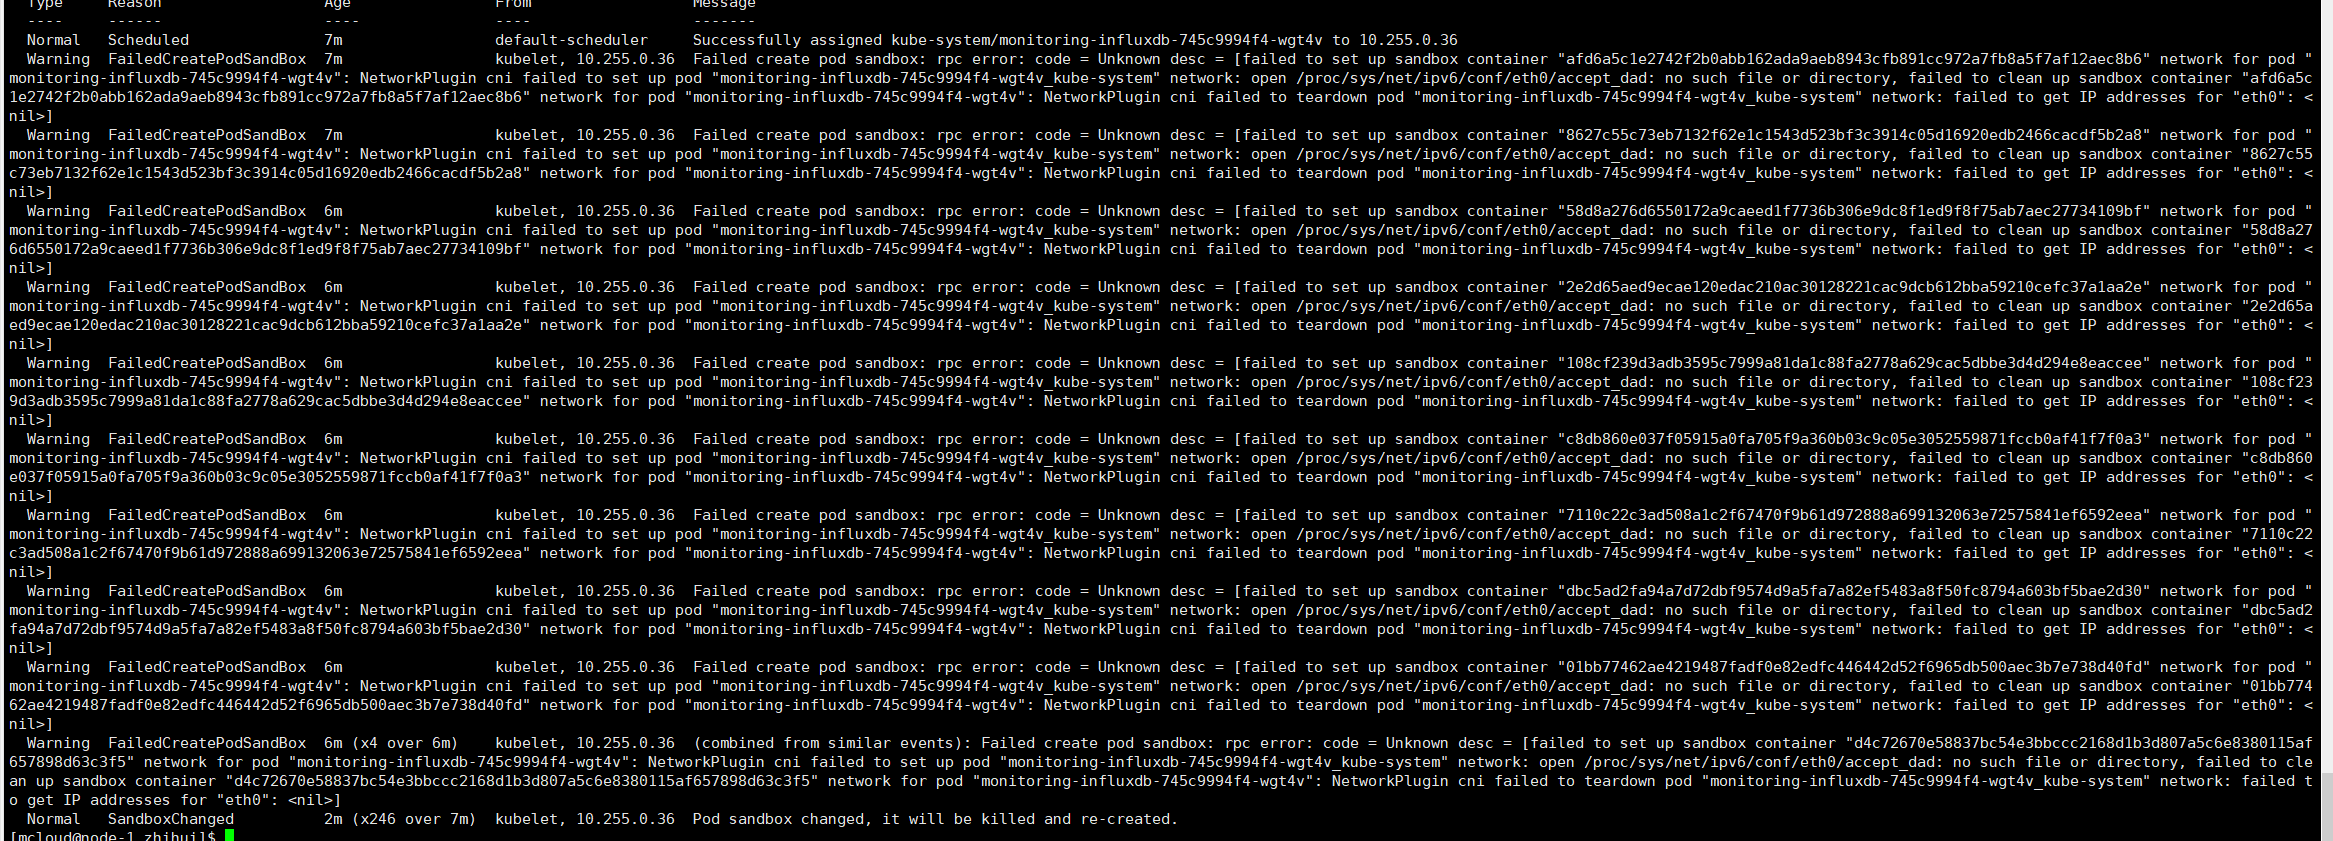 Type     Reason                  Age                From                  Message
----     ------                  ----               ----                  -------
Normal   Scheduled               7m                 default-scheduler     Successfully assigned kube-system/monitoring-influxdb-745c9994f4-wgt4v to 10.255.0.36
Warning  FailedCreatePodSandBox  7m                 kubelet, 10.255.0.36  Failed create pod sandbox: rpc error: code = Unknown desc = [failed to set up sandbox container "afd6a5c1e2742f2b0abb162ada9aeb8943cfb891cc972a7fb8a5f7af12aec8b6" network for pod "
monitoring-influxdb-745c9994f4-wgt4v": NetworkPlugin cni failed to set up pod "monitoring-influxdb-745c9994f4-wgt4v_kube-system" network: open /proc/sys/net/ipv6/conf/eth0/accept_dad: no such file or directory, failed to clean up sandbox container "afd6a5c
1e2742f2b0abb162ada9aeb8943cfb891cc972a7fb8a5f7af12aec8b6" network for pod "monitoring-influxdb-745c9994f4-wgt4v": NetworkPlugin cni failed to teardown pod "monitoring-influxdb-745c9994f4-wgt4v_kube-system" network: failed to get IP addresses for "eth0": <
nil>]
Warning  FailedCreatePodSandBox  7m                 kubelet, 10.255.0.36  Failed create pod sandbox: rpc error: code = Unknown desc = [failed to set up sandbox container "8627c55c73eb7132f62e1c1543d523bf3c3914c05d16920edb2466cacdf5b2a8" network for pod "
monitoring-influxdb-745c9994f4-wgt4v": NetworkPlugin cni failed to set up pod "monitoring-influxdb-745c9994f4-wgt4v_kube-system" network: open /proc/sys/net/ipv6/conf/eth0/accept_dad: no such file or directory, failed to clean up sandbox container "8627c55
c73eb7132f62e1c1543d523bf3c3914c05d16920edb2466cacdf5b2a8" network for pod "monitoring-influxdb-745c9994f4-wgt4v": NetworkPlugin cni failed to teardown pod "monitoring-influxdb-745c9994f4-wgt4v_kube-system" network: failed to get IP addresses for "eth0": <
nil>]
Warning  FailedCreatePodSandBox  6m                 kubelet, 10.255.0.36  Failed create pod sandbox: rpc error: code = Unknown desc = [failed to set up sandbox container "58d8a276d6550172a9caeed1f7736b306e9dc8f1ed9f8f75ab7aec27734109bf" network for pod "
monitoring-influxdb-745c9994f4-wgt4v": NetworkPlugin cni failed to set up pod "monitoring-influxdb-745c9994f4-wgt4v_kube-system" network: open /proc/sys/net/ipv6/conf/eth0/accept_dad: no such file or directory, failed to clean up sandbox container "58d8a27
6d6550172a9caeed1f7736b306e9dc8f1ed9f8f75ab7aec27734109bf" network for pod "monitoring-influxdb-745c9994f4-wgt4v": NetworkPlugin cni failed to teardown pod "monitoring-influxdb-745c9994f4-wgt4v_kube-system" network: failed to get IP addresses for "eth0": <
nil>]
Warning  FailedCreatePodSandBox  6m                 kubelet, 10.255.0.36  Failed create pod sandbox: rpc error: code = Unknown desc = [failed to set up sandbox container "2e2d65aed9ecae120edac210ac30128221cac9dcb612bba59210cefc37a1aa2e" network for pod "
monitoring-influxdb-745c9994f4-wgt4v": NetworkPlugin cni failed to set up pod "monitoring-influxdb-745c9994f4-wgt4v_kube-system" network: open /proc/sys/net/ipv6/conf/eth0/accept_dad: no such file or directory, failed to clean up sandbox container "2e2d65a
ed9ecae120edac210ac30128221cac9dcb612bba59210cefc37a1aa2e" network for pod "monitoring-influxdb-745c9994f4-wgt4v": NetworkPlugin cni failed to teardown pod "monitoring-influxdb-745c9994f4-wgt4v_kube-system" network: failed to get IP addresses for "eth0": <
nil>]
Warning  FailedCreatePodSandBox  6m                 kubelet, 10.255.0.36  Failed create pod sandbox: rpc error: code = Unknown desc = [failed to set up sandbox container "108cf239d3adb3595c7999a81da1c88fa2778a629cac5dbbe3d4d294e8eaccee" network for pod "
monitoring-influxdb-745c9994f4-wgt4v": NetworkPlugin cni failed to set up pod "monitoring-influxdb-745c9994f4-wgt4v_kube-system" network: open /proc/sys/net/ipv6/conf/eth0/accept_dad: no such file or directory, failed to clean up sandbox container "108cf23
9d3adb3595c7999a81da1c88fa2778a629cac5dbbe3d4d294e8eaccee" network for pod "monitoring-influxdb-745c9994f4-wgt4v": NetworkPlugin cni failed to teardown pod "monitoring-influxdb-745c9994f4-wgt4v_kube-system" network: failed to get IP addresses for "eth0": <
nil>]
Warning  FailedCreatePodSandBox  6m                 kubelet, 10.255.0.36  Failed create pod sandbox: rpc error: code = Unknown desc = [failed to set up sandbox container "c8db860e037f05915a0fa705f9a360b03c9c05e3052559871fccb0af41f7f0a3" network for pod "
monitoring-influxdb-745c9994f4-wgt4v": NetworkPlugin cni failed to set up pod "monitoring-influxdb-745c9994f4-wgt4v_kube-system" network: open /proc/sys/net/ipv6/conf/eth0/accept_dad: no such file or directory, failed to clean up sandbox container "c8db860
e037f05915a0fa705f9a360b03c9c05e3052559871fccb0af41f7f0a3" network for pod "monitoring-influxdb-745c9994f4-wgt4v": NetworkPlugin cni failed to teardown pod "monitoring-influxdb-745c9994f4-wgt4v_kube-system" network: failed to get IP addresses for "eth0": <
nil>]
Warning  FailedCreatePodSandBox  6m                 kubelet, 10.255.0.36  Failed create pod sandbox: rpc error: code = Unknown desc = [failed to set up sandbox container "7110c22c3ad508a1c2f67470f9b61d972888a699132063e72575841ef6592eea" network for pod "
monitoring-influxdb-745c9994f4-wgt4v": NetworkPlugin cni failed to set up pod "monitoring-influxdb-745c9994f4-wgt4v_kube-system" network: open /proc/sys/net/ipv6/conf/eth0/accept_dad: no such file or directory, failed to clean up sandbox container "7110c22
c3ad508a1c2f67470f9b61d972888a699132063e72575841ef6592eea" network for pod "monitoring-influxdb-745c9994f4-wgt4v": NetworkPlugin cni failed to teardown pod "monitoring-influxdb-745c9994f4-wgt4v_kube-system" network: failed to get IP addresses for "eth0": <
nil>]
Warning  FailedCreatePodSandBox  6m                 kubelet, 10.255.0.36  Failed create pod sandbox: rpc error: code = Unknown desc = [failed to set up sandbox container "dbc5ad2fa94a7d72dbf9574d9a5fa7a82ef5483a8f50fc8794a603bf5bae2d30" network for pod "
monitoring-influxdb-745c9994f4-wgt4v": NetworkPlugin cni failed to set up pod "monitoring-influxdb-745c9994f4-wgt4v_kube-system" network: open /proc/sys/net/ipv6/conf/eth0/accept_dad: no such file or directory, failed to clean up sandbox container "dbc5ad2
fa94a7d72dbf9574d9a5fa7a82ef5483a8f50fc8794a603bf5bae2d30" network for pod "monitoring-influxdb-745c9994f4-wgt4v": NetworkPlugin cni failed to teardown pod "monitoring-influxdb-745c9994f4-wgt4v_kube-system" network: failed to get IP addresses for "eth0": <
nil>]
Warning  FailedCreatePodSandBox  6m                 kubelet, 10.255.0.36  Failed create pod sandbox: rpc error: code = Unknown desc = [failed to set up sandbox container "01bb77462ae4219487fadf0e82edfc446442d52f6965db500aec3b7e738d40fd" network for pod "
monitoring-influxdb-745c9994f4-wgt4v": NetworkPlugin cni failed to set up pod "monitoring-influxdb-745c9994f4-wgt4v_kube-system" network: open /proc/sys/net/ipv6/conf/eth0/accept_dad: no such file or directory, failed to clean up sandbox container "01bb774
62ae4219487fadf0e82edfc446442d52f6965db500aec3b7e738d40fd" network for pod "monitoring-influxdb-745c9994f4-wgt4v": NetworkPlugin cni failed to teardown pod "monitoring-influxdb-745c9994f4-wgt4v_kube-system" network: failed to get IP addresses for "eth0": <
nil>]
Warning  FailedCreatePodSandBox  6m (x4 over 6m)    kubelet, 10.255.0.36  (combined from similar events): Failed create pod sandbox: rpc error: code = Unknown desc = [failed to set up sandbox container "d4c72670e58837bc54e3bbccc2168d1b3d807a5c6e8380115af
657898d63c3f5" network for pod "monitoring-influxdb-745c9994f4-wgt4v": NetworkPlugin cni failed to set up pod "monitoring-influxdb-745c9994f4-wgt4v_kube-system" network: open /proc/sys/net/ipv6/conf/eth0/accept_dad: no such file or directory, failed to cle
an up sandbox container "d4c72670e58837bc54e3bbccc2168d1b3d807a5c6e8380115af657898d63c3f5" network for pod "monitoring-influxdb-745c9994f4-wgt4v": NetworkPlugin cni failed to teardown pod "monitoring-influxdb-745c9994f4-wgt4v_kube-system" network: failed t
o get IP addresses for "eth0": <nil>]
Normal   SandboxChanged          2m (x246 over 7m)  kubelet, 10.255.0.36  Pod sandbox changed, it will be killed and re-created.
[mcloud@node-1 zhihui]$